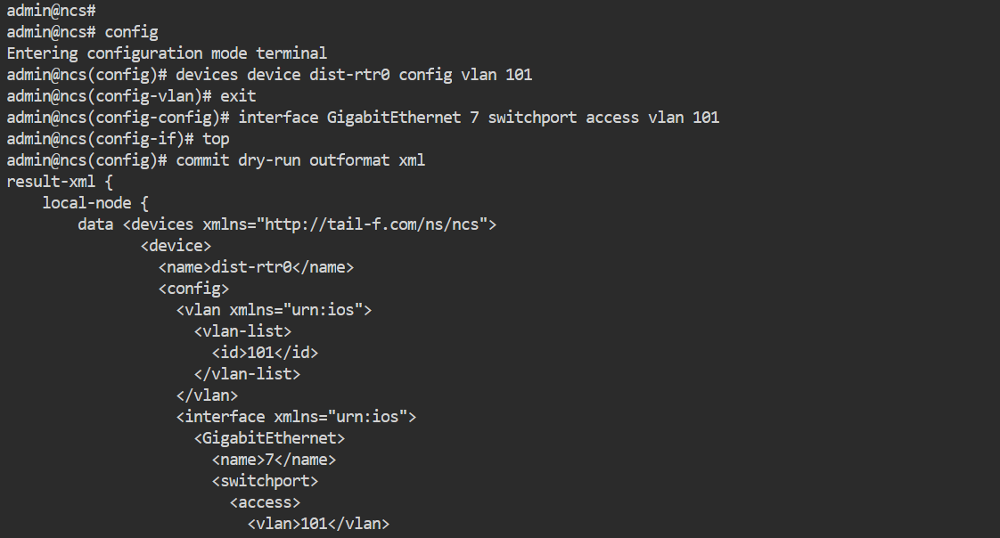 admin@ncs#
admin@ncs# config
Entering configuration mode terminal
admin@ncs(config)# devices device dist-rtr0 config vlan 101
admin@ncs(config-vlan)# exit
admin@ncs(config-config)# interface GigabitEthernet 7 switchport access vlan 101
admin@ncs(config-if)# top
admin@ncs(config)# commit dry-run outformat xml
result-xml {
    local-node {
        data <devices xmlns="http://tail-f.com/ns/ncs">
               <device>
                 <name>dist-rtr0</name>
                 <config>
                   <vlan xmlns="urn:ios">
                     <vlan-list>
                       <id>101</id>
                     </vlan-list>
                   </vlan>
                   <interface xmlns="urn:ios">
                     <GigabitEthernet>
                       <name>7</name>
                       <switchport>
                         <access>
                           <vlan>101</vlan>